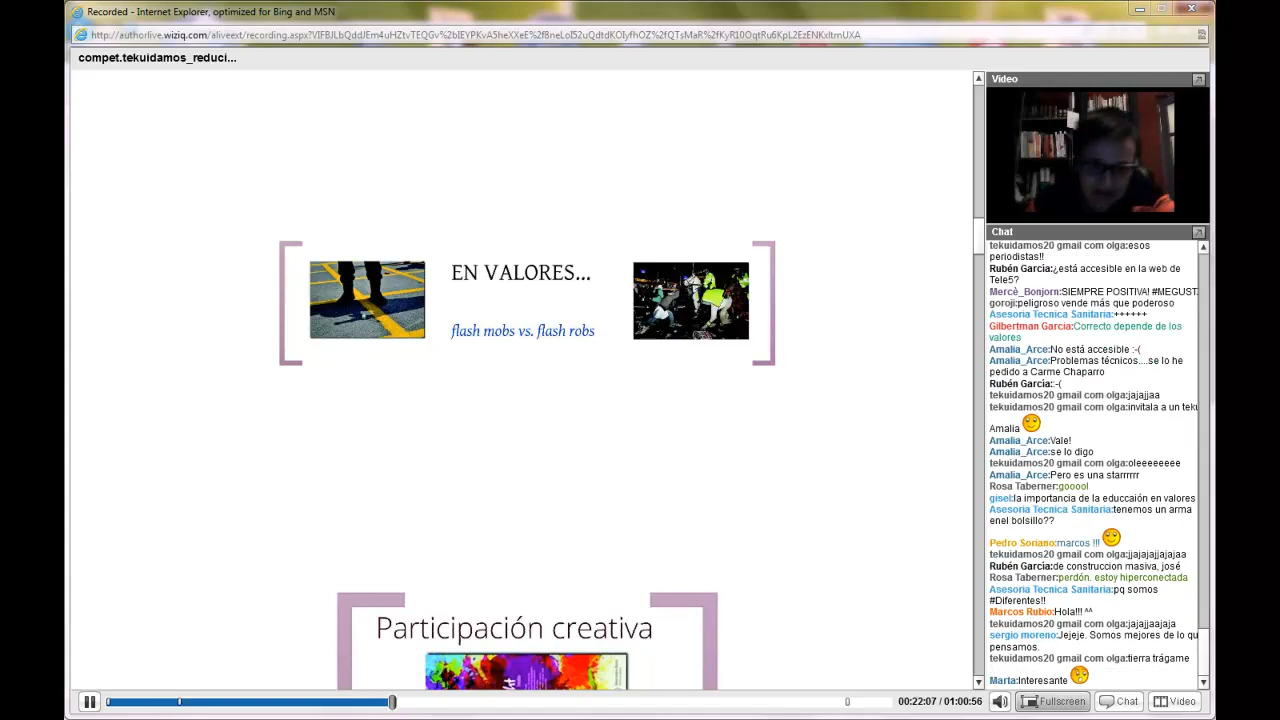 Recorded - Internet Explorer, optimized for Bing and MSN
compet.tekuidamos_reduci...
EN VALORES...
flash mobs vs. flash robs
Participación creativa
Video
Chat
tekuidamos20 gmail com olga:esos
periodistas!!
Rubén García:¿está accesible en la web de
Tele5?
Mercè_Bonjorn:SIEMPRE POSITIVA! #MEGUST
goroji:peligroso vende más que poderoso
Asesoria Tecnica Sanitaria:++++++
Gilbertman Garcia:Correcto depende de los
valores
Amalia_Arce:No está accesible :-(
Amalia_Arce:Problemas técnicos....se lo he
pedido a Carme Chaparro
Rubén García::-(
tekuidamos20 gmail com olga:jajajjaa
tekuidamos20 gmail com olga:invitala a un teku
Amalia
Amalia_Arce:Vale!
Amalia_Arce:se lo digo
tekuidamos20 gmail com olga:oleeeeeeee
Amalia_Arce:Pero es una starrrrrr
Rosa Taberner:gooool
gisel:la importancia de la educcaión en valores
Asesoria Tecnica Sanitaria:tenemos un arma
enel bolsillo??
Pedro Soriano:marcos !!!
tekuidamos20 gmail com olga:jjajajajjajajaa
Rubén García:de construccion masiva, josé
Rosa Taberner:perdón. estoy hiperconectada
Asesoria Tecnica Sanitaria:pq somos
#Diferentes!!
Marcos Rubio:Hola!!! ^^
tekuidamos20 gmail com olga:jajajjaajaja
sergio moreno:Jejeje. Somos mejores de lo qu
pensamos.
tekuidamos20 gmail com olga:tierra trágame
Marta:Interesante
00:22:07 / 01:00:56
Fullscreen
Chat
Video